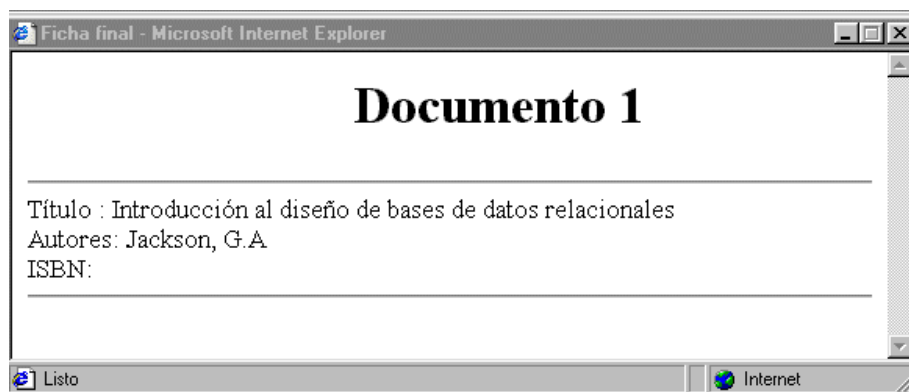 Ficha final - Microsoft Internet Explorer
Documento 1
Título : Introducción al diseño de bases de datos relacionales
Autores: Jackson, G.A
ISBN:
Listo
Internet